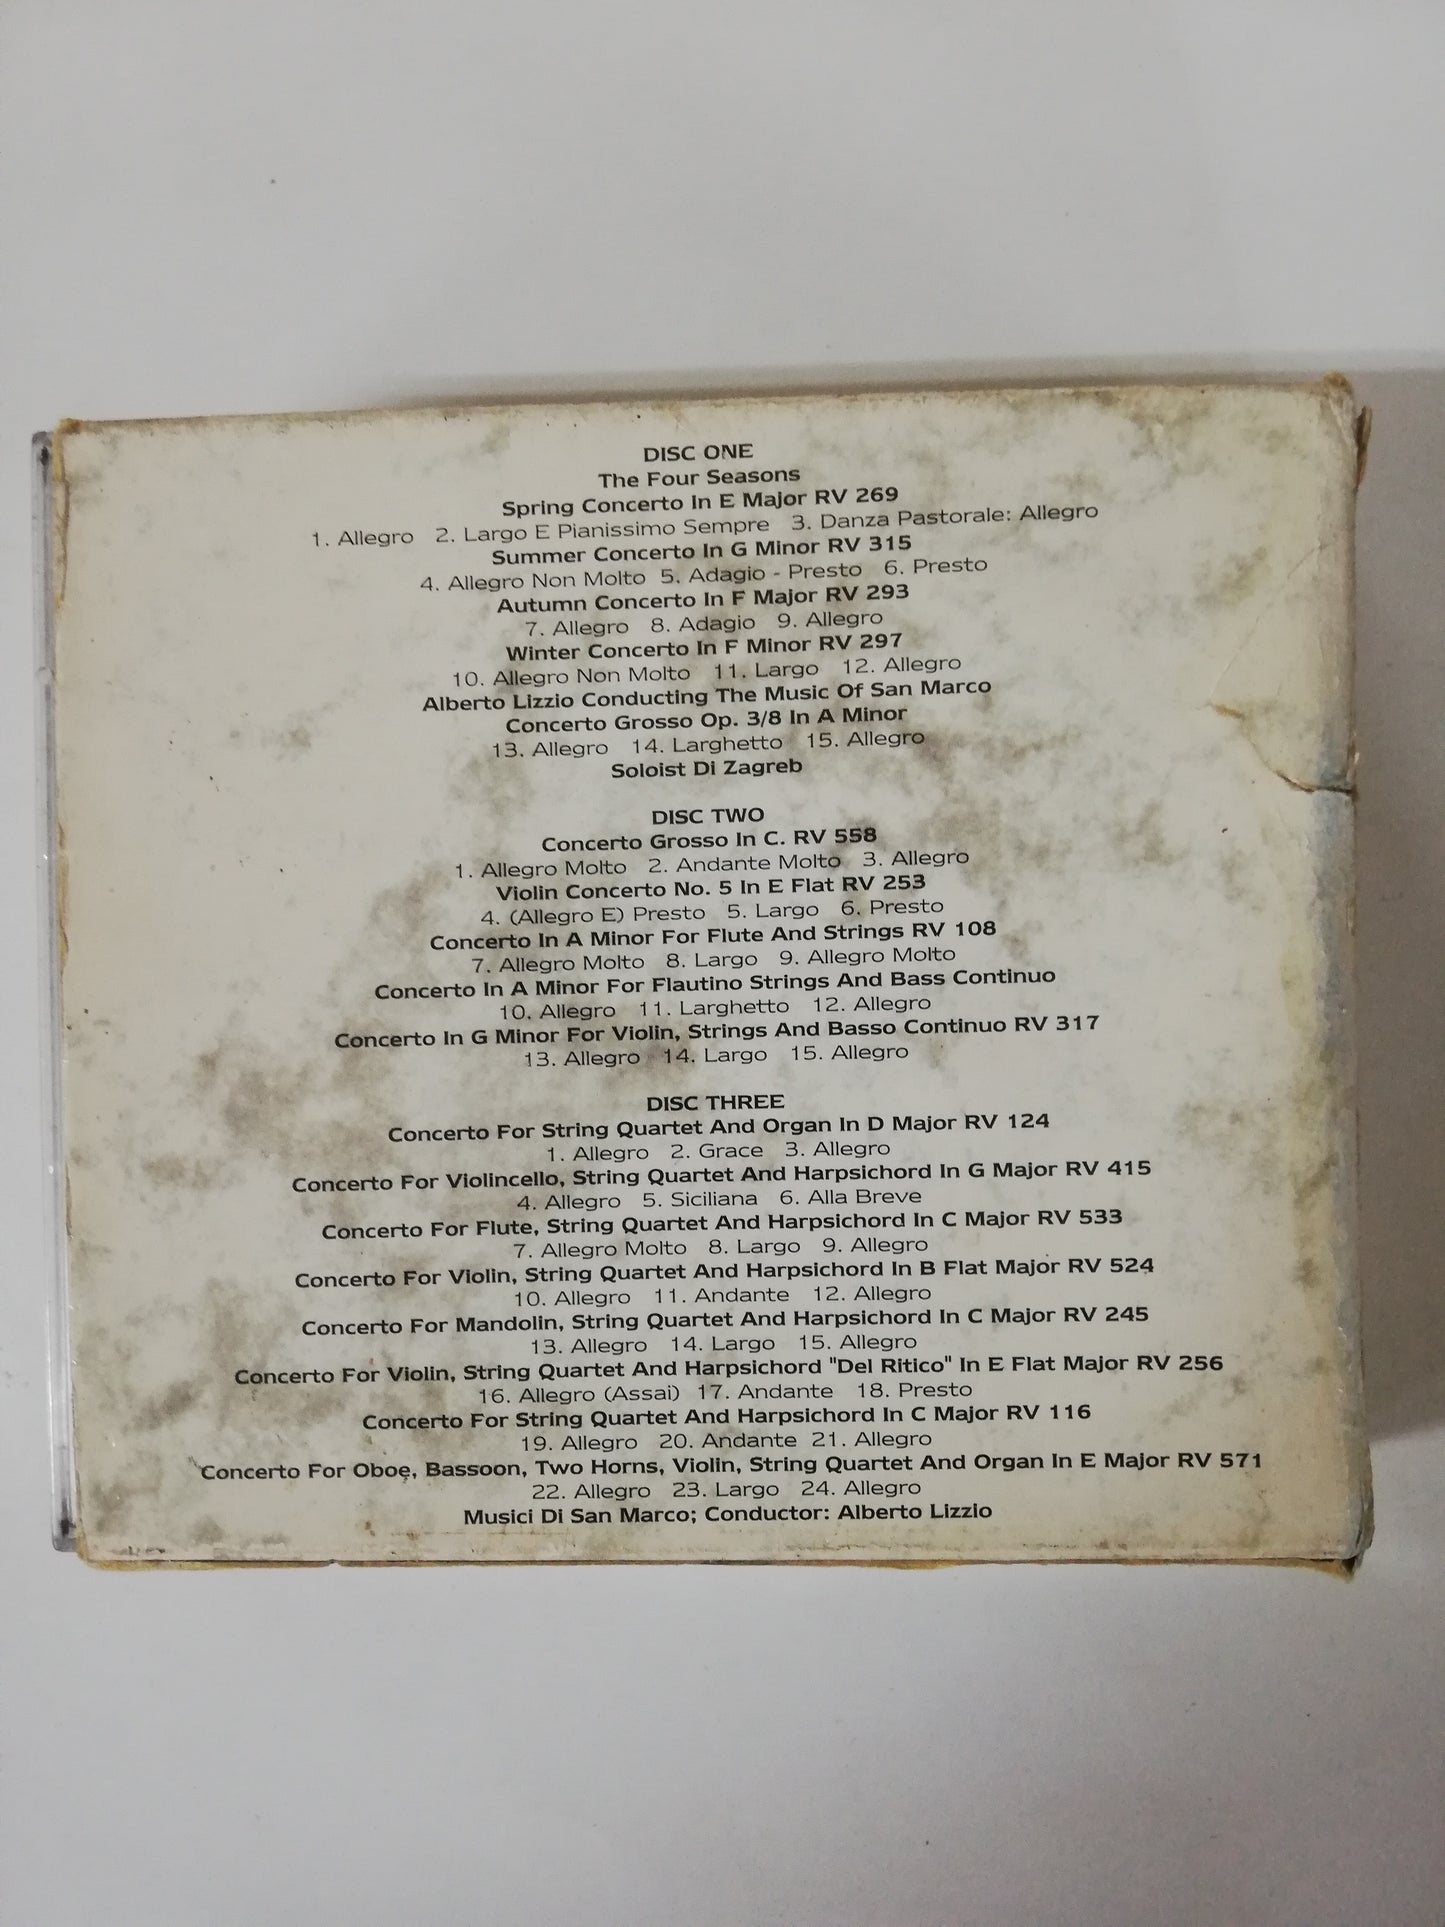 DISC ONE
The Four Seasons
Spring Concerto In E Major RV 269
1. Allegro 2. Largo E Pianissimo Sempre 3. Danza Pastorale: Allegro
Summer Concerto In G Minor RV 315
4. Allegro Non Molto 5. Adagio - Presto 6. Presto
Autumn Concerto In F Major RV 293
7. Allegro 8. Adagio 9. Allegro
Winter Concerto In F Minor RV 297
10. Allegro Non Molto 11. Largo 12. Allegro
Alberto Lizzio Conducting The Music Of San Marco
Concerto Grosso Op. 3/8 In A Minor
13. Allegro 14. Larghetto 15. Allegro
Soloist Di Zagreb
DISC TWO
Concerto Grosso In C. RV 558
1. Allegro Molto 2. Andante Molto 3. Allegro
Violin Concerto No. 5 In E Flat RV 253
4. (Allegro E) Presto 5. Largo 6. Presto
Concerto In A Minor For Flute And Strings RV 108
7. Allegro Molto 8. Largo 9. Allegro Molto
Concerto In A Minor For Flautino Strings And Bass Continuo
10. Allegro 11. Larghetto 12. Allegro
Concerto In G Minor For Violin, Strings And Basso Continuo RV 317
13. Allegro 14. Largo 15. Allegro
DISC THREE
Concerto For String Quartet And Organ In D Major RV 124
1. Allegro 2. Grace 3. Allegro
Concerto For Violincello, String Quartet And Harpsichord In G Major RV 415
4. Allegro 5. Siciliana 6. Alla Breve
Concerto For Flute, String Quartet And Harpsichord In C Major RV 533
7. Allegro Molto 8. Largo 9. Allegro
Concerto For Violin, String Quartet And Harpsichord In B Flat Major RV 524
10. Allegro 11. Andante 12. Allegro
Concerto For Mandolin, String Quartet And Harpsichord In C Major RV 245
13. Allegro 14. Largo 15. Allegro
Concerto For Violin, String Quartet And Harpsichord "Del Ritico" In E Flat Major RV 256
16. Allegro (Assai) 17. Andante 18. Presto
Concerto For String Quartet And Harpsichord In C Major RV 116
19. Allegro 20. Andante 21. Allegro
Concerto For Oboe, Bassoon, Two Horns, Violin, String Quartet And Organ In E Major RV 571
22. Allegro 23. Largo 24. Allegro
Musici Di San Marco; Conductor: Alberto Lizzio